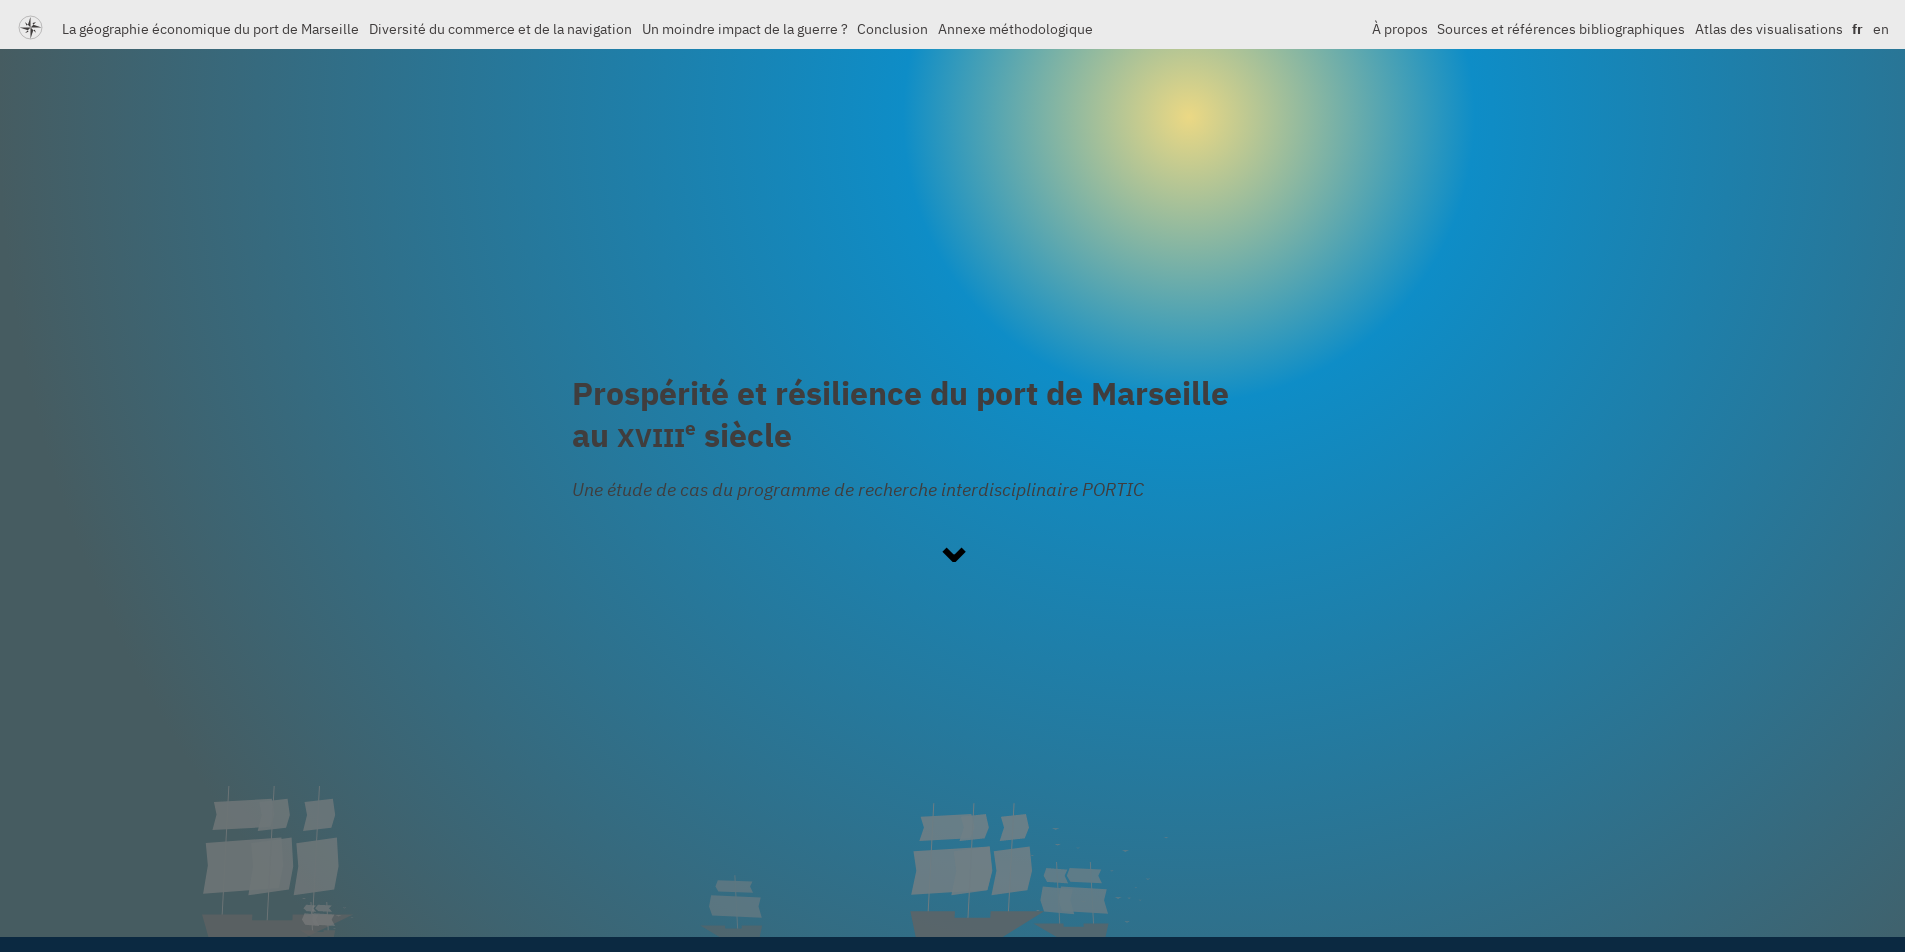 La géographie économique du port de Marseille Diversité du commerce et de la navigation Un moindre impact de la guerre ? Conclusion Annexe méthodologique À propos Sources et références bibliographiques Atlas des visualisations fr en
Prospérité et résilience du port de Marseille
au XVIIIe siècle
Une étude de cas du programme de recherche interdisciplinaire PORTIC